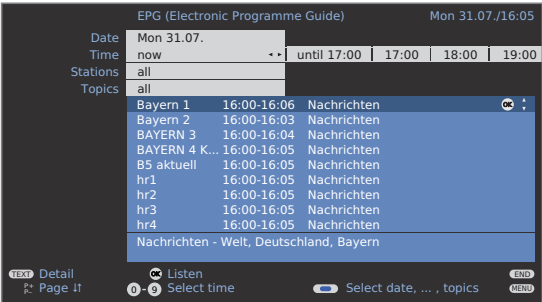 EPG (Electronic Programme Guide) Mon 31.07./16:05
Date Mon 31.07.
Time now until 17:00 17:00 18:00 19:00
Stations all
Topics all
Bayern 1 16:00-16:06 Nachrichten OK
Bayern 2 16:00-16:03 Nachrichten
BAYERN 3 16:00-16:04 Nachrichten
BAYERN 4 K... 16:00-16:05 Nachrichten
B5 aktuell 16:00-16:05 Nachrichten
hr1 16:00-16:05 Nachrichten
hr2 16:00-16:05 Nachrichten
hr3 16:00-16:05 Nachrichten
hr4 16:00-16:05 Nachrichten
Nachrichten - Welt, Deutschland, Bayern
TEXT Detail OK Listen END
P+ P- Page ↓↑ 0-9 Select time Select date, ... , topics MENU